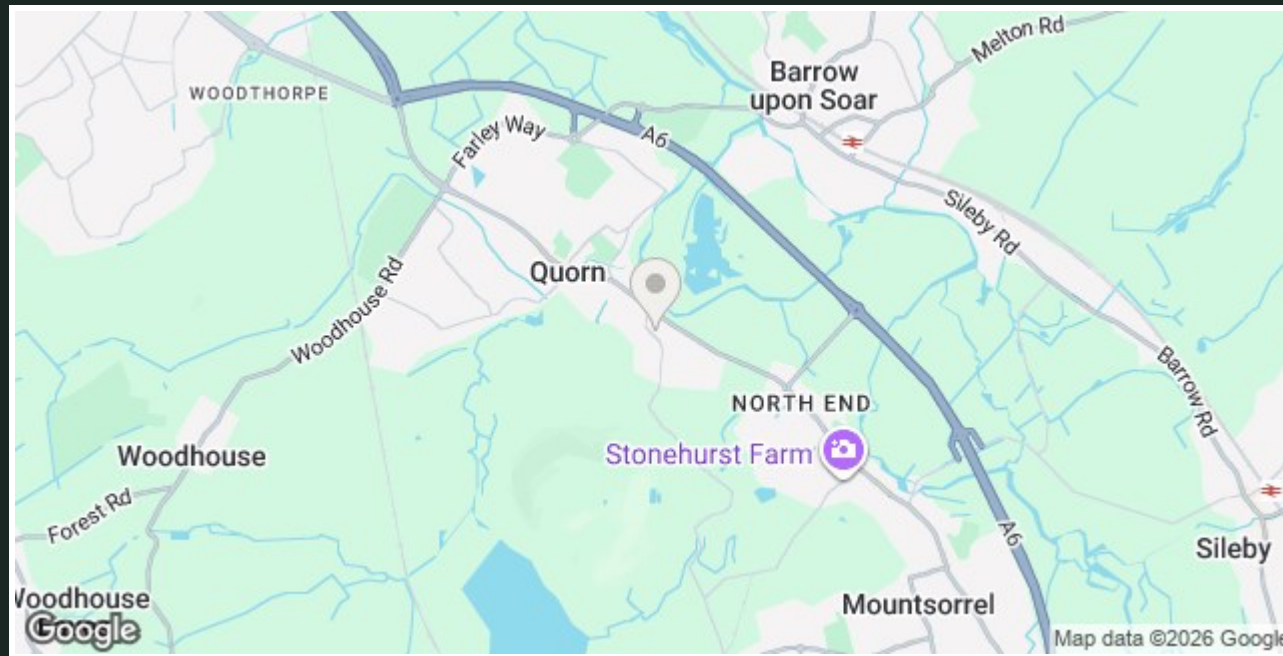 WOODTHORPE
Barrow
upon Soar
Melton Rd
Farley Way
A6
Sileby Rd
Quorn
Woodhouse Rd
Barrow Rd
NORTH END
Stonehurst Farm
Woodhouse
Forest Rd
A6
Sileby
Woodhouse
Mountsorrel
Google
Map data ©2026 Google